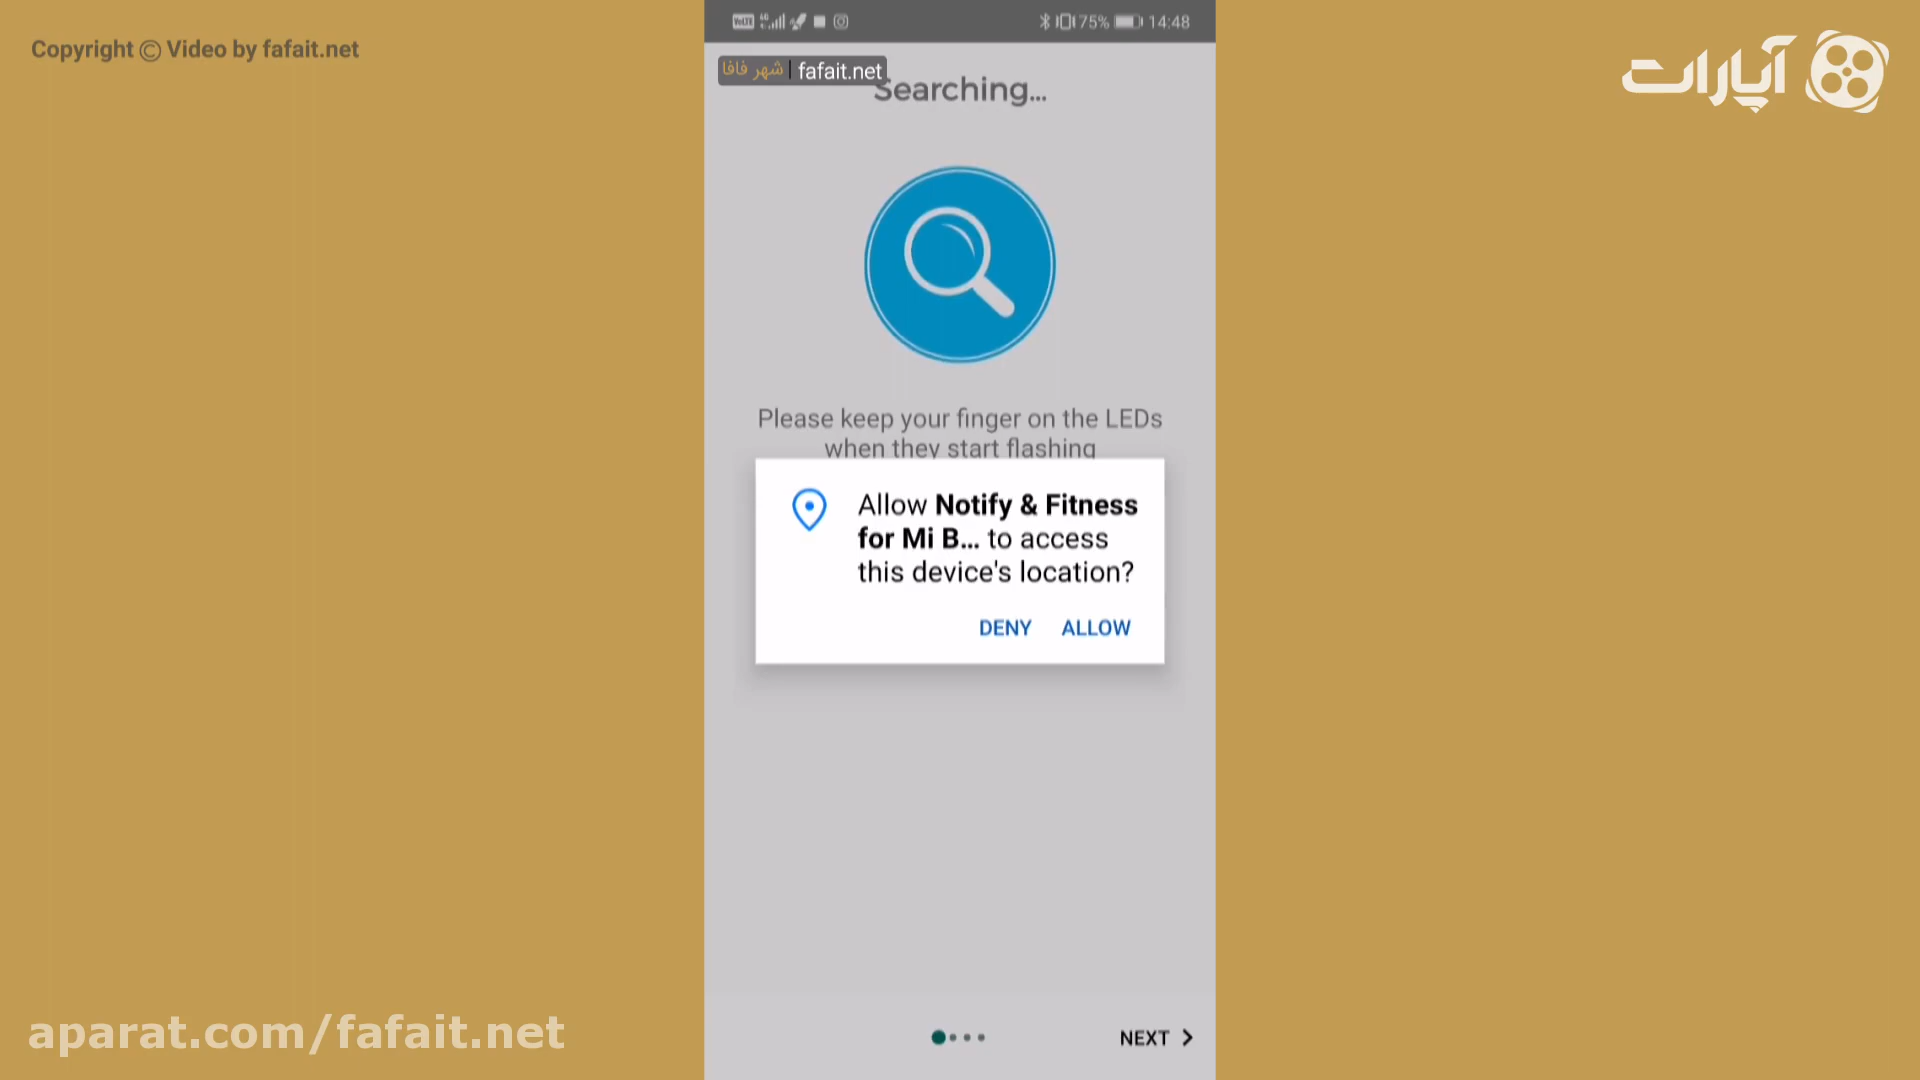 Copyright © Video by fafait.net
75% 14:48
شهر فافا | fafait.net
آپارات
Searching...
Please keep your finger on the LEDs
when they start flashing
Allow Notify & Fitness
for Mi B... to access
this device's location?
DENY ALLOW
NEXT
aparat.com/fafait.net